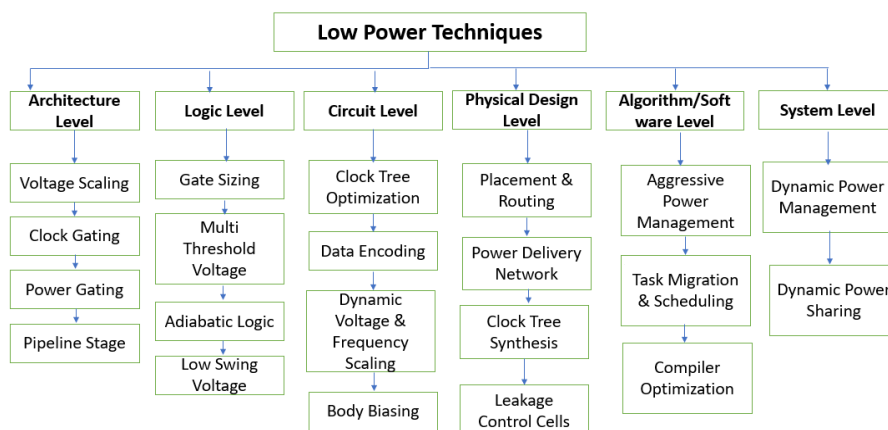 Low Power Techniques
Architecture
Level
Logic Level
Circuit Level
Physical Design
Level
Algorithm/Soft
ware Level
System Level
Voltage Scaling
Clock Gating
Power Gating
Pipeline Stage
Gate Sizing
Multi
Threshold
Voltage
Adiabatic Logic
Low Swing
Voltage
Clock Tree
Optimization
Data Encoding
Dynamic
Voltage &
Frequency
Scaling
Body Biasing
Placement &
Routing
Power Delivery
Network
Clock Tree
Synthesis
Leakage
Control Cells
Aggressive
Power
Management
Task Migration
& Scheduling
Compiler
Optimization
Dynamic Power
Management
Dynamic Power
Sharing